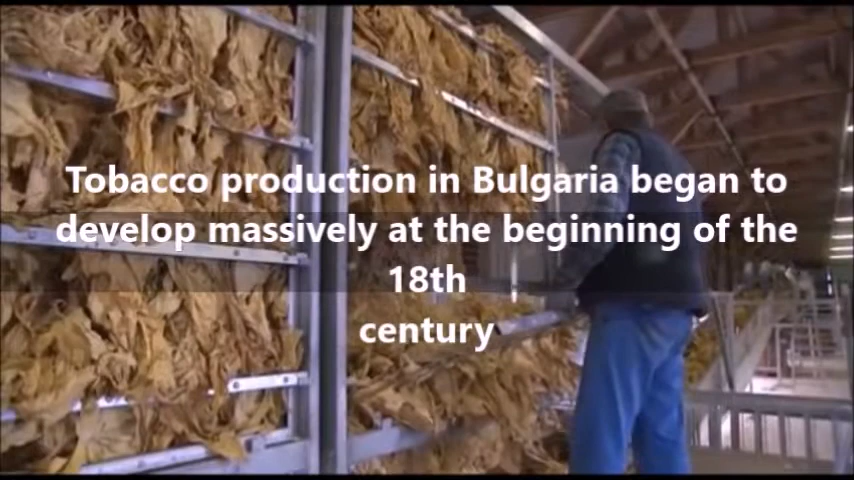 Tobacco production in Bulgaria began to
develop massively at the beginning of the
18th
century